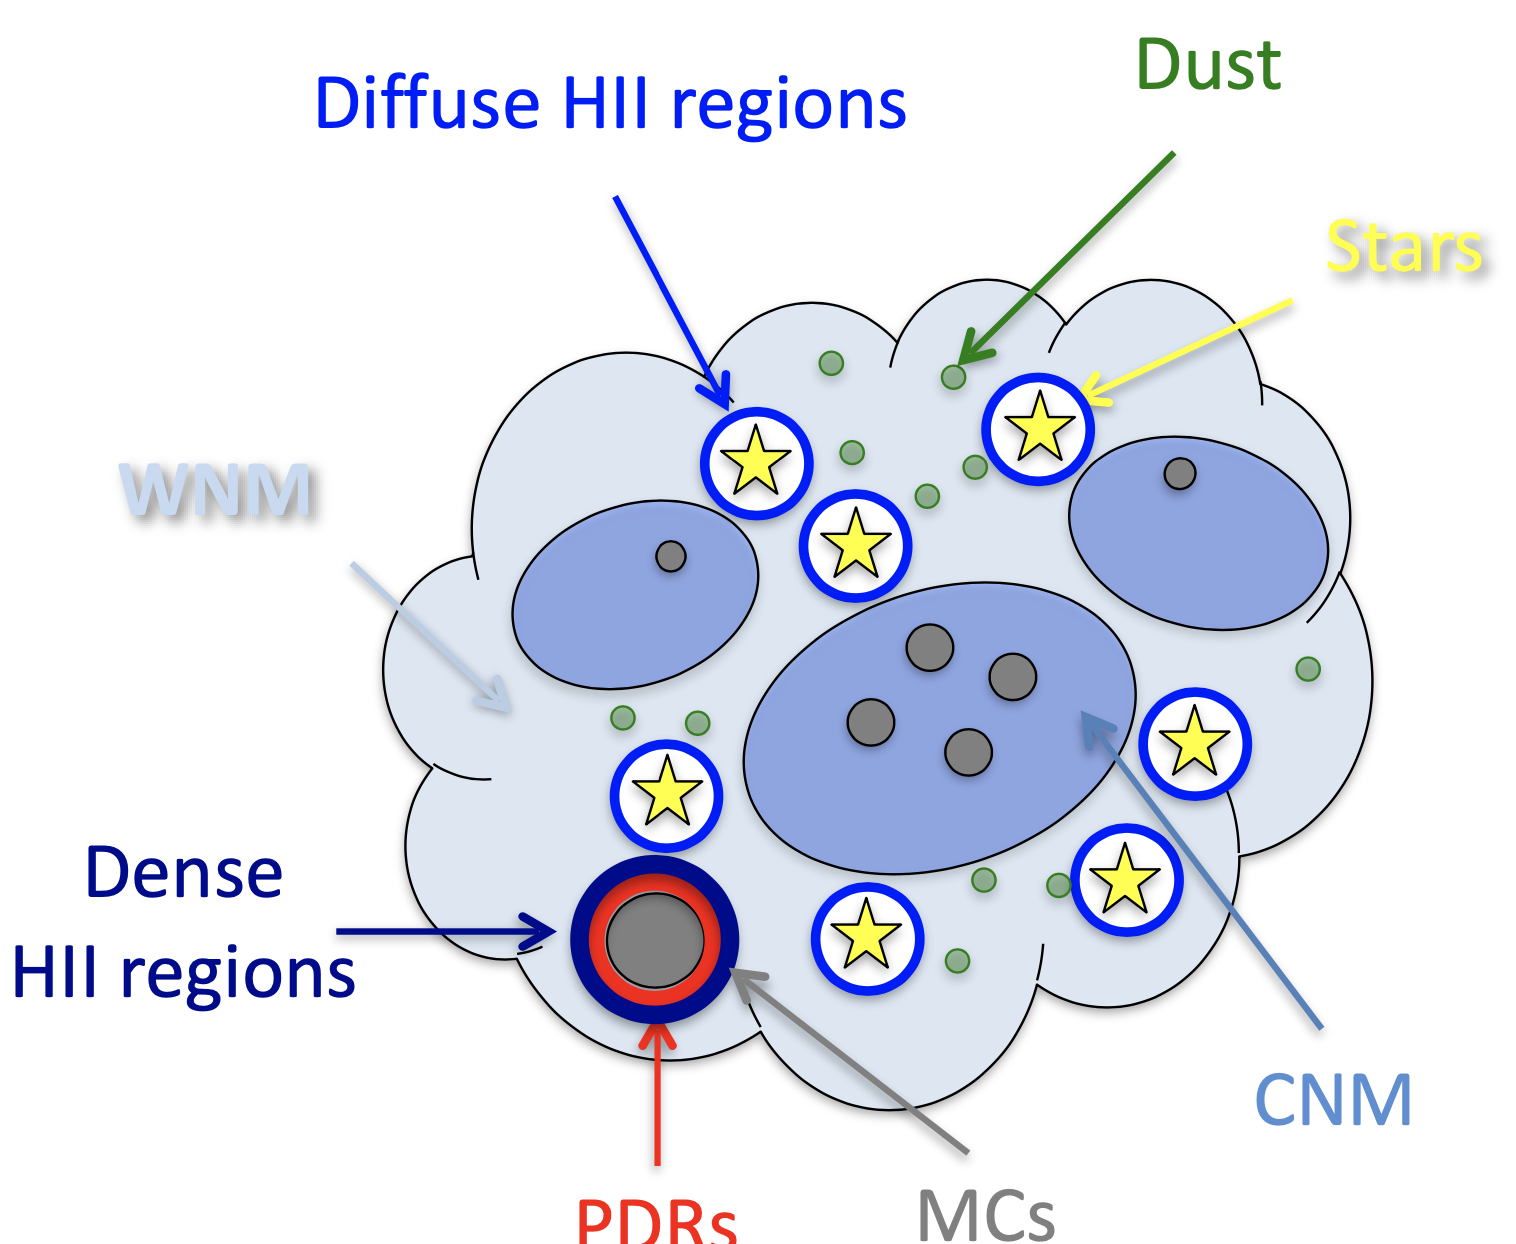 Dust
Diffuse HII regions
Stars
WNM
Dense
HII regions
CNM
MCs
PDRs